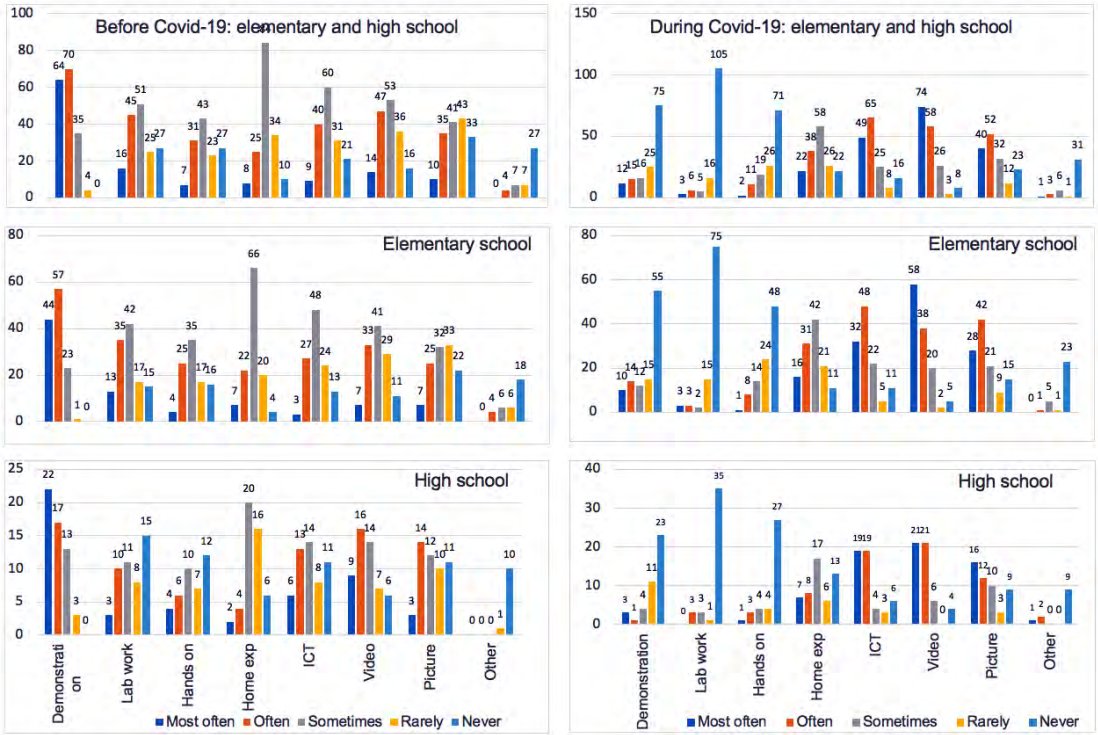 Before Covid-19: elementary and high school
100
80
60
40
20
0
64 70 35 4 0
16 45 51 25 27
7 31 43 23 27
8 25 34 10
9 40 60 31 21
14 47 53 36 16
10 35 41 43 33
0 4 7 7 27
During Covid-19: elementary and high school
150
100
50
0
12 15 16 25 75
3 6 5 16 105
2 11 19 26 71
22 38 58 26 22
49 65 25 8 16
74 58 26 3 8
40 52 32 12 23
1 3 6 1 31
Elementary school
80
60
40
20
0
44 57 23 1 0
13 35 42 17 15
4 25 35 17 16
7 22 66 20 4
3 27 48 24 13
7 33 41 29 11
7 25 32 33 22
0 4 6 6 18
Elementary school
80
60
40
20
0
10 14 12 15 55
3 3 2 15 75
1 8 14 24 48
16 31 42 21 11
32 48 22 5 11
58 38 20 2 5
28 42 21 9 15
0 1 5 1 23
High school
25
20
15
10
5
0
22 17 13 3 0
3 10 11 8 15
4 6 10 7 12
2 4 20 16 6
6 13 14 8 11
9 16 14 7 6
3 14 12 10 11
0 0 0 1 10
Demonstrati
on
Lab work
Hands on
Home exp
ICT
Video
Picture
Other
Most often Often Sometimes Rarely Never
High school
40
30
20
10
0
3 1 4 11 23
0 3 3 1 35
1 3 4 4 27
7 8 17 6 13
19 19 4 3 6
21 21 6 0 4
16 12 10 3 9
1 2 0 0 9
Demonstration
Lab work
Hands on
Home exp
ICT
Video
Picture
Other
Most often Often Sometimes Rarely Never